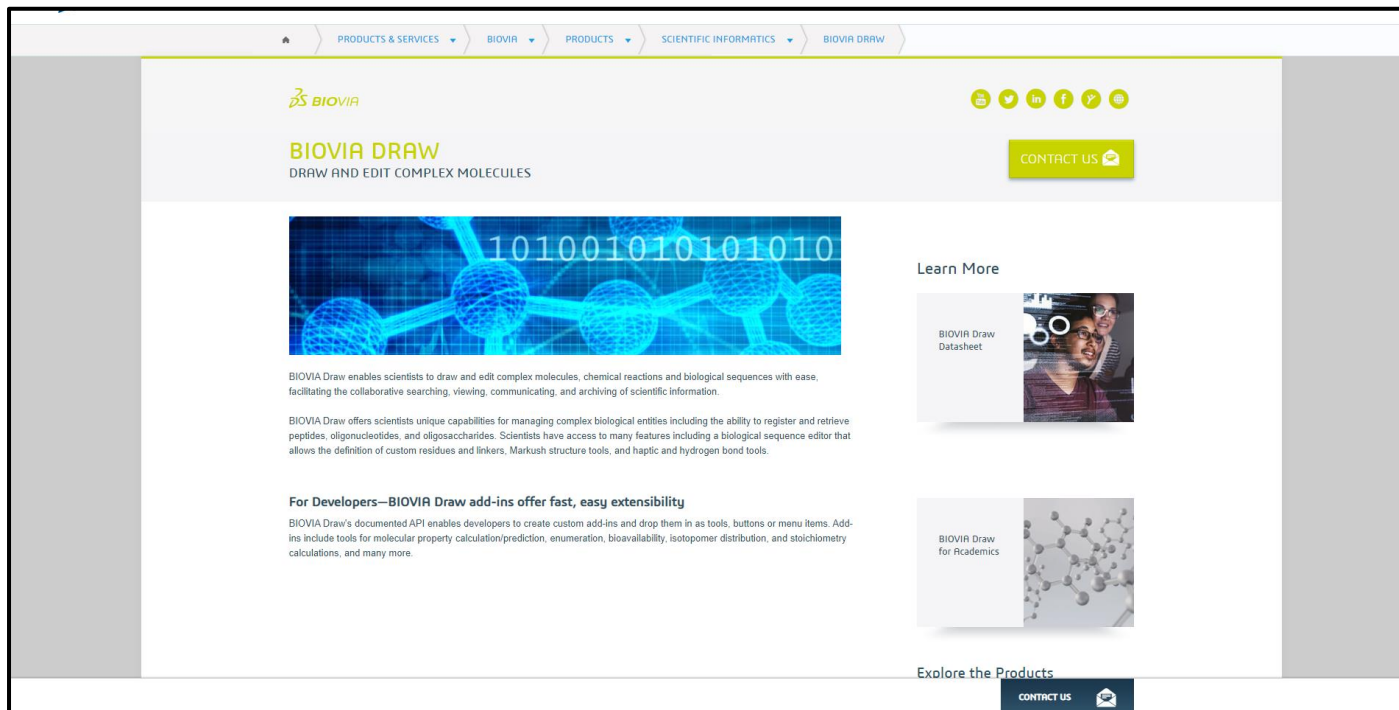 PRODUCTS & SERVICES BIOVIA PRODUCTS SCIENTIFIC INFORMATICS BIOVIA DRAW
3DS BIOVIA
BIOVIA DRAW
DRAW AND EDIT COMPLEX MOLECULES
CONTACT US
101001010101010
BIOVIA Draw enables scientists to draw and edit complex molecules, chemical reactions and biological sequences with ease,
facilitating the collaborative searching, viewing, communicating, and archiving of scientific information.
BIOVIA Draw offers scientists unique capabilities for managing complex biological entities including the ability to register and retrieve
peptides, oligonucleotides, and oligosaccharides. Scientists have access to many features including a biological sequence editor that
allows the definition of custom residues and linkers, Markush structure tools, and haptic and hydrogen bond tools.
For Developers—BIOVIA Draw add-ins offer fast, easy extensibility
BIOVIA Draw's documented API enables developers to create custom add-ins and drop them in as tools, buttons or menu items. Add-
ins include tools for molecular property calculation/prediction, enumeration, bioavailability, isotopomer distribution, and stoichiometry
calculations, and many more.
Learn More
BIOVIA Draw
Datasheet
BIOVIA Draw
for Academics
Explore the Products
CONTACT US